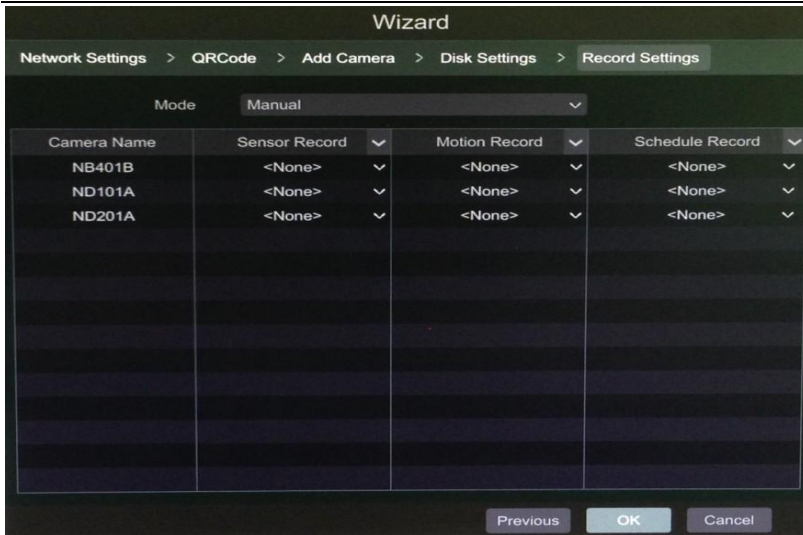 Wizard
Network Settings > QRCode > Add Camera > Disk Settings > Record Settings
Mode Manual
Camera Name Sensor Record Motion Record Schedule Record
NB401B <None> <None> <None>
ND101A <None> <None> <None>
ND201A <None> <None> <None>
Previous OK Cancel